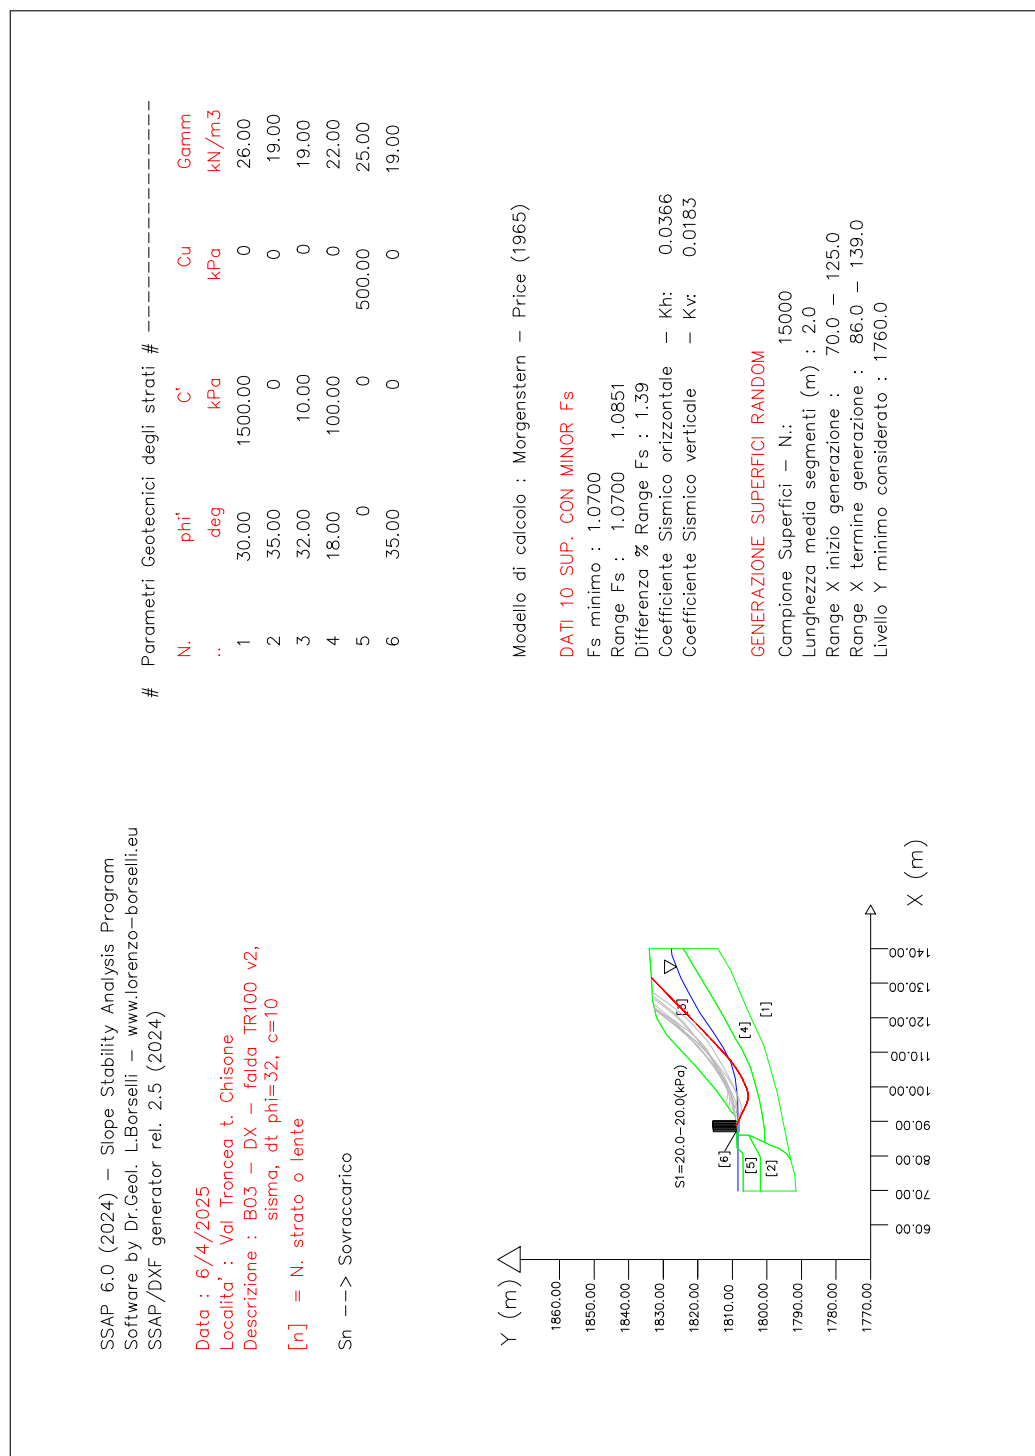 SSAP 6.0 (2024) - Slope Stability Analysis Program
Software by Dr.Geol. L.Borselli - www.lorenzo-borselli.eu
SSAP/DXF generator rel. 2.5 (2024)
Data : 6/4/2025
Localita' : Val Troncea t. Chisone
Descrizione : B03 - DX - falda TR100 v2,
sisma, dt phi=32, c=10
[n] = N. strato o lente
Sn ---> Sovraccarico
# Parametri Geotecnici degli strati # ---------------------
N. phi' C' Cu Gamm
.. deg kPa kPa kN/m3
1 30.00 1500.00 0 26.00
2 35.00 0 0 19.00
3 32.00 10.00 0 19.00
4 18.00 100.00 0 22.00
5 0 0 500.00 25.00
6 35.00 0 0 19.00
Modello di calcolo : Morgenstern - Price (1965)
DATI 10 SUP. CON MINOR Fs
Fs minimo : 1.0700
Range Fs : 1.0700 1.0851
Differenza % Range Fs : 1.39
Coefficiente Sismico orizzontale - Kh: 0.0366
Coefficiente Sismico verticale - Kv: 0.0183
GENERAZIONE SUPERFICI RANDOM
Campione Superfici - N.: 15000
Lunghezza media segmenti (m) : 2.0
Range X inizio generazione : 70.0 - 125.0
Range X termine generazione : 86.0 - 139.0
Livello Y minimo considerato : 1760.0
Y (m)
1860.00
1850.00
1840.00
1830.00
1820.00
1810.00
1800.00
1790.00
1780.00
1770.00
60.00
70.00
80.00
90.00
100.00
110.00
120.00
130.00
140.00
X (m)
S1=20.0-20.0(kPa)
[6]
[5]
[2]
[3]
[4]
[1]